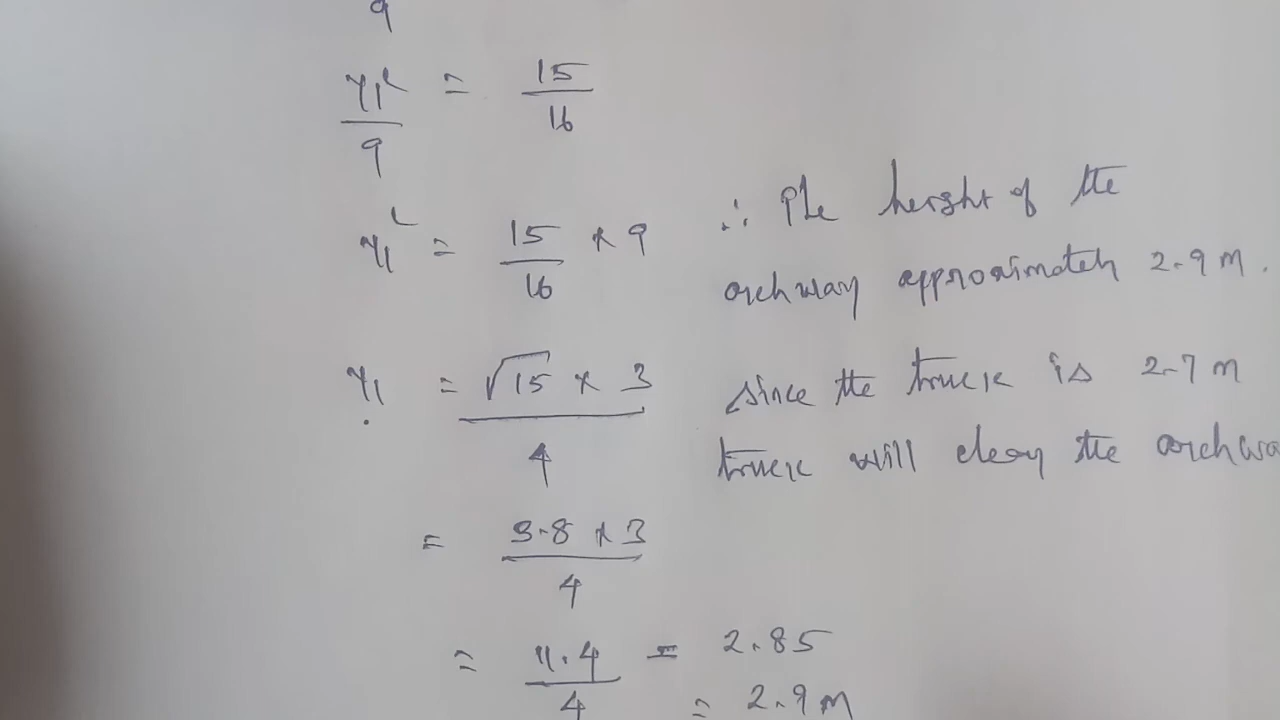 9
y₁² / 9 = 15 / 16
y₁² = 15 / 16 × 9
y₁ = √15 × 3 / 4
= 3.8 × 3 / 4
= 11.4 / 4 = 2.85
= 2.9 m
∴ The height of the
archway approximately 2.9 m.
since the truck is 2.7 m
truck will clear the archwa